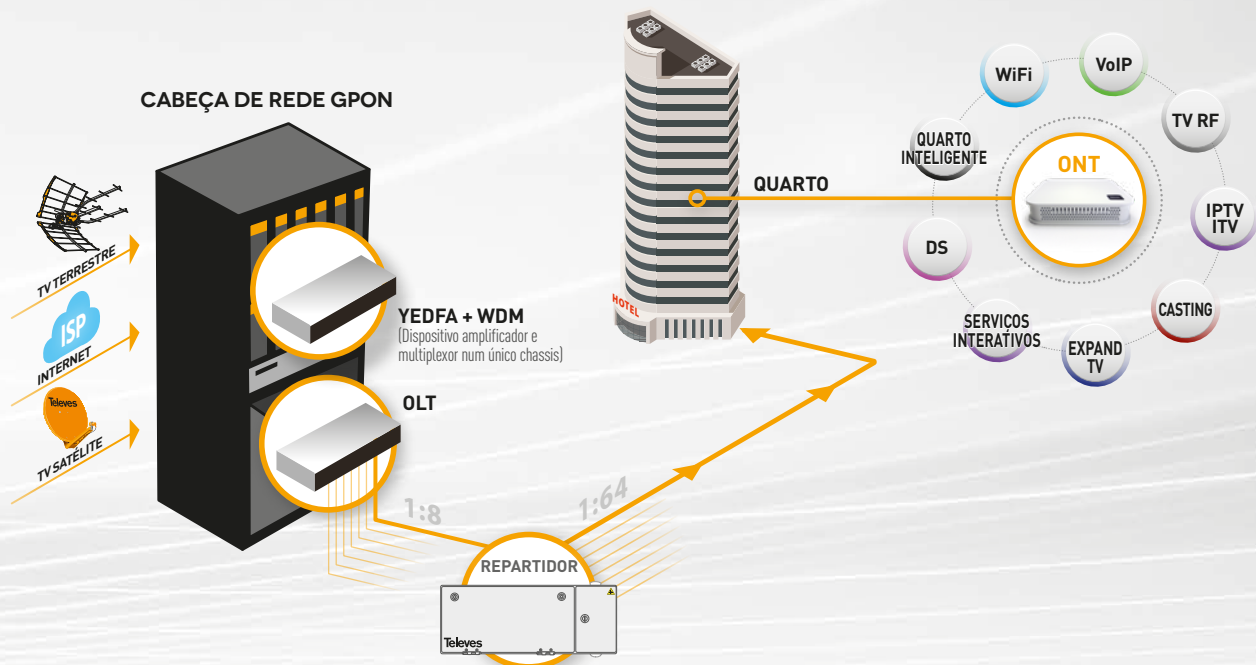 CABEÇA DE REDE GPON
TV TERRESTRE
ISP
INTERNET
Televes
TV SATÉLITE
YEDFA + WDM
(Dispositivo amplificador e
multiplexor num único chassis)
OLT
1:8
1:64
REPARTIDOR
Televes
HOTEL
QUARTO
ONT
WiFi
VoIP
TV RF
IPTV
ITV
CASTING
EXPAND
TV
SERVIÇOS
INTERATÍVOS
DS
QUARTO
INTELIGENTE